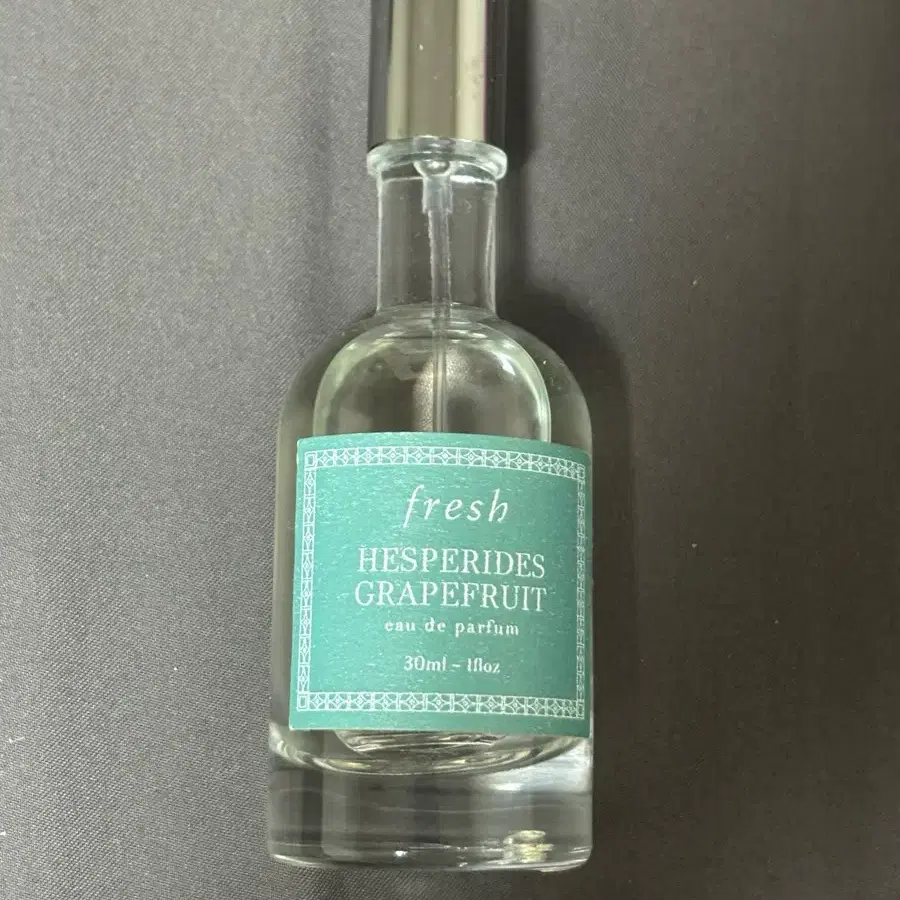 fresh
HESPERIDES
GRAPEFRUIT
eau de parfum
30ml - 1floz